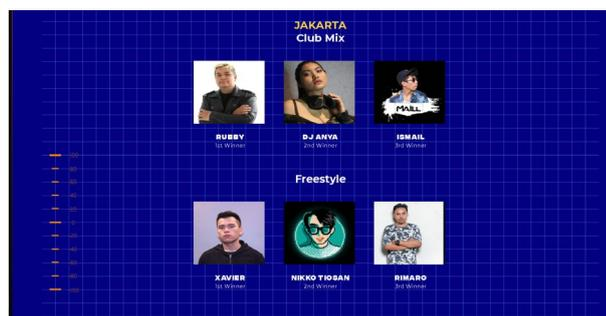 JAKARTA
Club Mix
MAILL
RUBBY DJ ANYA ISMAIL
1st Winner 2nd Winner 3rd Winner
Freestyle
XAVIER NIKKO TIOSAN RIMARO
1st Winner 2nd Winner 3rd Winner